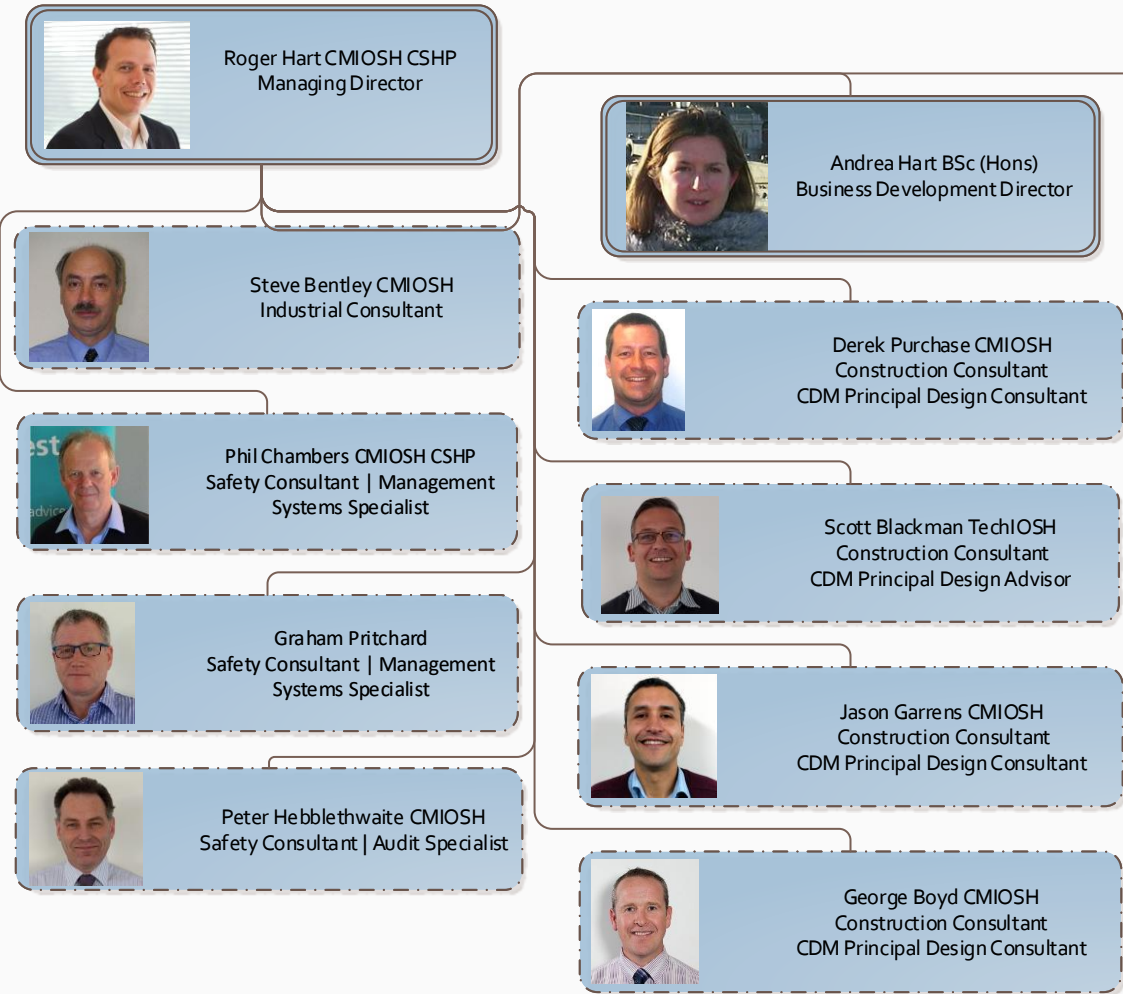 Roger Hart CMIOSH CSHP
Managing Director
Andrea Hart BSc (Hons)
Business Development Director
Steve Bentley CMIOSH
Industrial Consultant
Derek Purchase CMIOSH
Construction Consultant
CDM Principal Design Consultant
est
advice
Phil Chambers CMIOSH CSHP
Safety Consultant | Management
Systems Specialist
Scott Blackman TechIOSH
Construction Consultant
CDM Principal Design Advisor
Graham Pritchard
Safety Consultant | Management
Systems Specialist
Jason Garrens CMIOSH
Construction Consultant
CDM Principal Design Consultant
Peter Hebblethwaite CMIOSH
Safety Consultant | Audit Specialist
George Boyd CMIOSH
Construction Consultant
CDM Principal Design Consultant